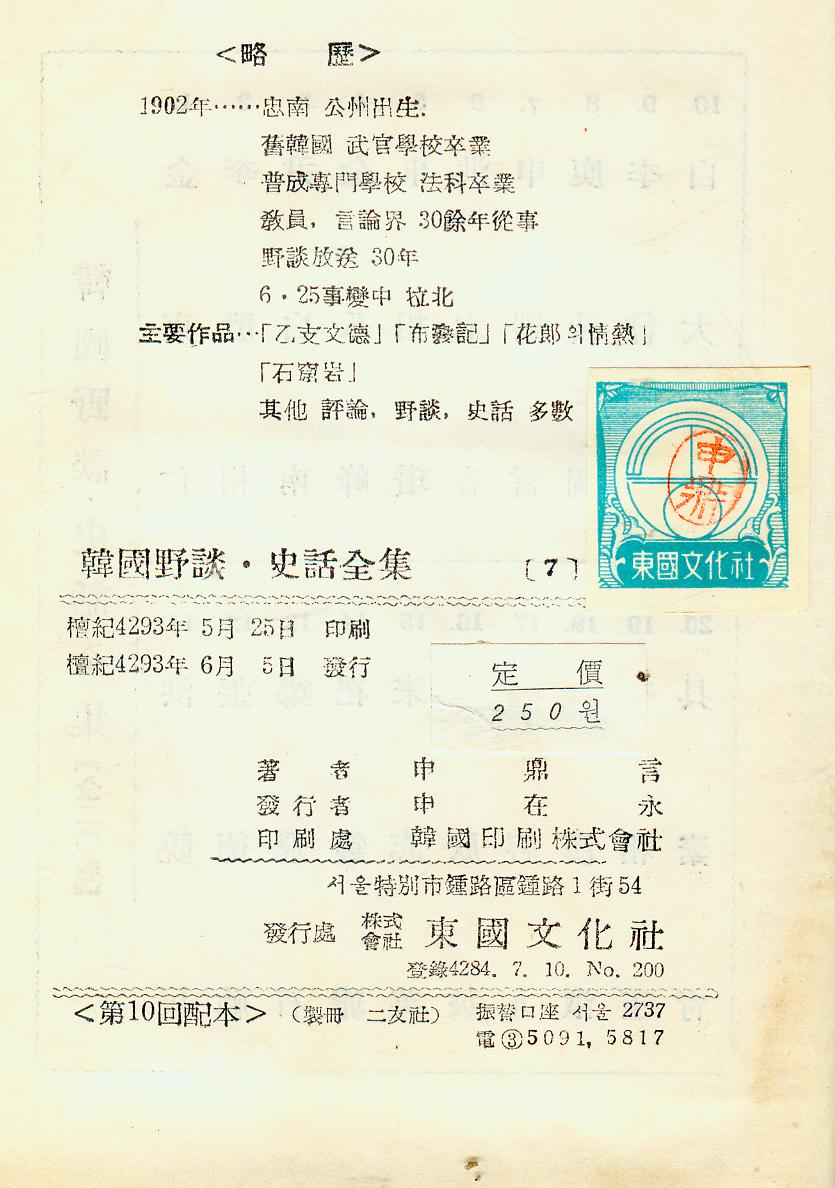 <略 歷>
1902年……忠南 公州出生.
舊韓國 武官學校卒業
普成專門學校 法科卒業
敎員, 言論界 30餘年從事
野談放送 30年
6·25事變中 拉北
主要作品…「乙支文德」「布發記」「花郞의情熱」
「石窟岩」
其他 評論, 野談, 史話 多數
申
東國文化社
韓國野談·史話全集 〔7〕
檀紀4293年 5月 25日 印刷
檀紀4293年 6月 5日 發行
定 價
250원
著 者 申 鼎 言
發行者 申 在 永
印刷處 韓國印刷株式會社
서울特別市鍾路區鍾路1街54
發行處 株式會社 東國文化社
登錄4284. 7. 10. No. 200
<第10回配本> (製冊 二友社) 振替口座 서울 2737
電③5091, 5817